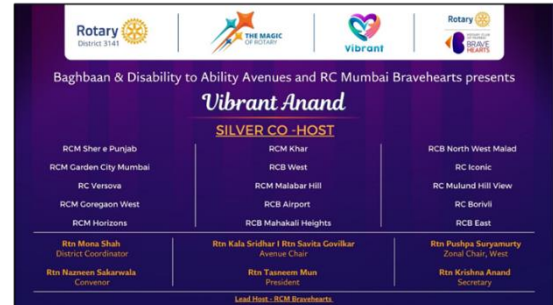 Rotary
District 3141
THE MAGIC
OF ROTARY
Vibrant
Rotary
BRAVE
HEARTS
Baghbaan & Disability to Ability Avenues and RC Mumbai Bravehearts presents
Vibrant Anand
SILVER CO -HOST
RCM Sher e Punjab
RCM Khar
RCB North West Malad
RCM Garden City Mumbai
RCB West
RC Iconic
RC Versova
RCM Malabar Hill
RC Mulund Hill View
RCM Goregaon West
RCB Airport
RC Borivli
RCM Horizons
RCB Mahakali Heights
RCB East
Rtn Mona Shah
District Coordinator
Rtn Kala Sridhar I Rtn Savita Govilkar
Avenue Chair
Rtn Pushpa Suryamurty
Zonal Chair, West
Rtn Nazneen Sakarwala
Convenor
Rtn Tasneem Mun
President
Rtn Krishna Anand
Secretary
Lead Host - RCM Bravehearts